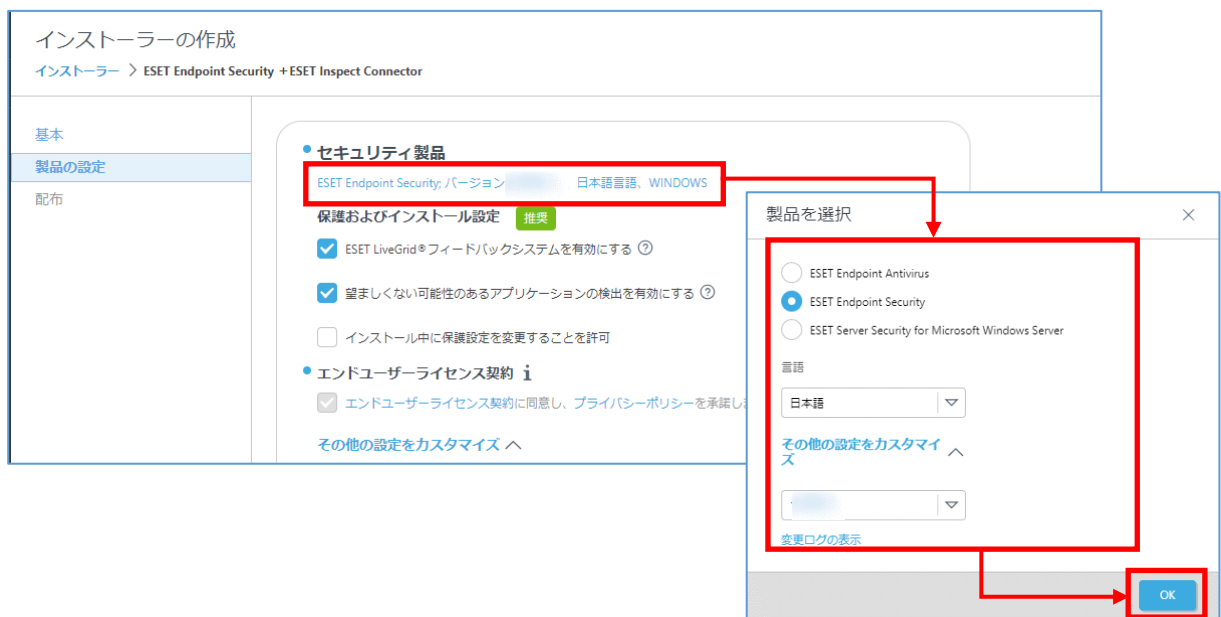 インストーラーの作成
インストーラー > ESET Endpoint Security +ESET Inspect Connector
基本
製品の設定
配布
セキュリティ製品
ESET Endpoint Security; バージョン 日本語言語、WINDOWS
保護およびインストール設定 推奨
ESET LiveGrid®フィードバックシステムを有効にする ?
望ましくない可能性のあるアプリケーションの検出を有効にする ?
インストール中に保護設定を変更することを許可
エンドユーザーライセンス契約 i
エンドユーザーライセンス契約に同意し、プライバシーポリシーを承諾し
その他の設定をカスタマイズ
製品を選択
ESET Endpoint Antivirus
ESET Endpoint Security
ESET Server Security for Microsoft Windows Server
言語
日本語
その他の設定をカスタマイ
ズ
変更ログの表示
OK